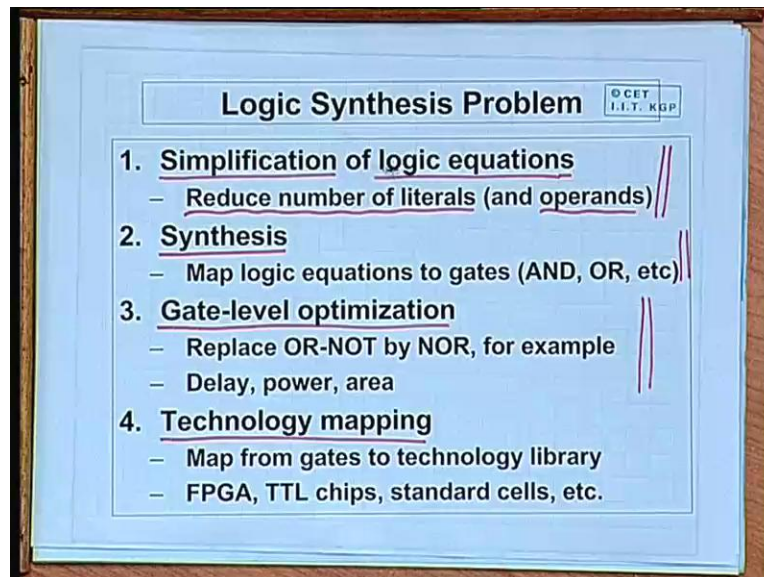 Logic Synthesis Problem
© CET
I.I.T. KGP
1. Simplification of logic equations
– Reduce number of literals (and operands)
2. Synthesis
– Map logic equations to gates (AND, OR, etc)
3. Gate-level optimization
– Replace OR-NOT by NOR, for example
– Delay, power, area
4. Technology mapping
– Map from gates to technology library
– FPGA, TTL chips, standard cells, etc.